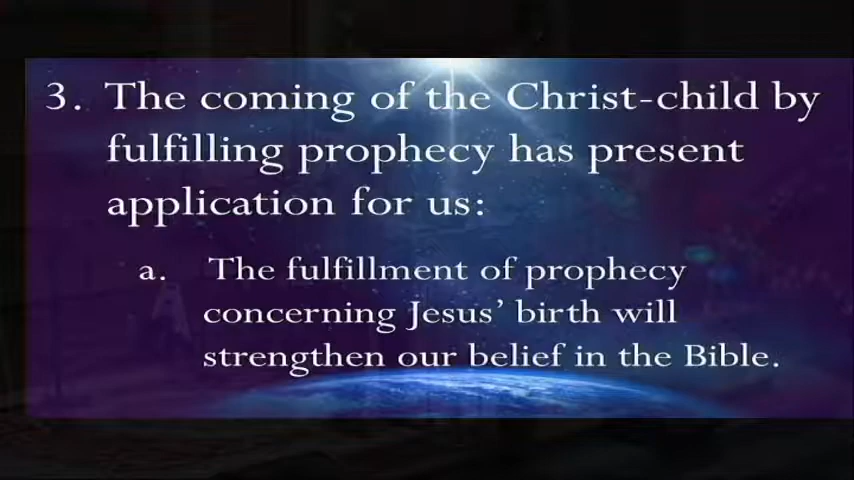 3. The coming of the Christ-child by
fulfilling prophecy has present
application for us:
a. The fulfillment of prophecy
concerning Jesus’ birth will
strengthen our belief in the Bible.